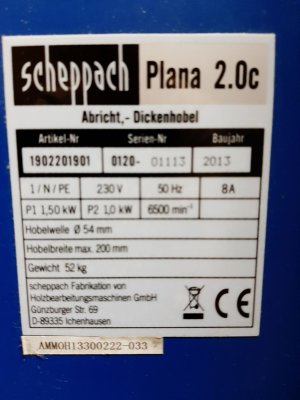 scheppach Plana 2.0c
Abricht,- Dickenhobel
Artikel-Nr Serien-Nr Baujahr
1902201901 0120- 01113 2013
1/N/PE 230 V 50 Hz 8A
P1 1,50 kW P2 1,0 kW 6500 min⁻¹
Hobelwelle Ø 54 mm
Hobelbreite max. 200 mm
Gewicht 52 kg
scheppach Fabrikation von
Holzbearbeitungsmaschinen GmbH
Günzburger Str. 69
D-89335 Ichenhausen
CE
AMMOH13300222-033